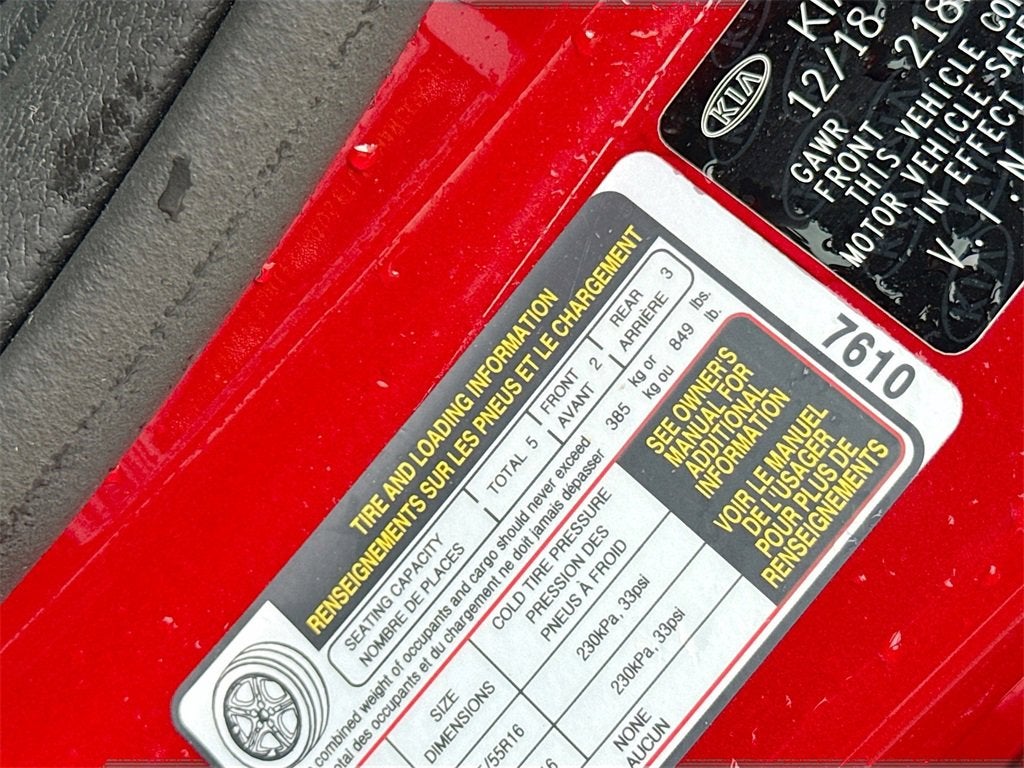 KIA
12/18
GAWR
FRONT
THIS VEHICLE
MOTOR VEHICLE
IN EFFECT
V.I.N
7610
TIRE AND LOADING INFORMATION
RENSEIGNEMENTS SUR LES PNEUS ET LE CHARGEMENT
SEATING CAPACITY TOTAL 5 FRONT 2 REAR 3
NOMBRE DE PLACES AVANT ARRIÈRE
combined weight of occupants and cargo should never exceed 385 kg or 849 lbs.
des occupants et du chargement ne doit jamais dépasser kg ou lb.
SIZE
DIMENSIONS
COLD TIRE PRESSURE
PRESSION DES
PNEUS À FROID
/55R16 230kPa, 33psi
230kPa, 33psi
NONE
AUCUN
SEE OWNER'S
MANUAL FOR
ADDITIONAL
INFORMATION
VOIR LE MANUEL
DE L'USAGER
POUR PLUS DE
RENSEIGNEMENTS